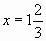 x = 1 2/3